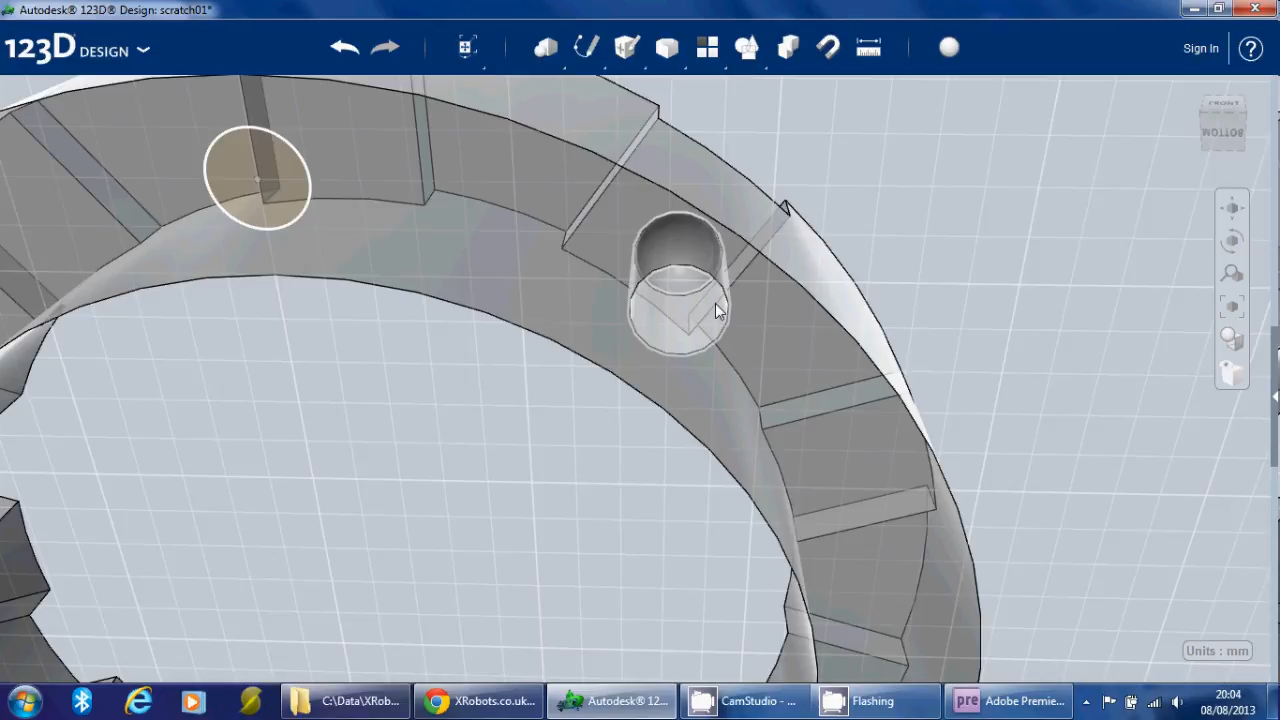 Autodesk® 123D® Design: scratch01*
123D DESIGN
Sign In
?
FRONT
BOTTOM
Units : mm
C:\Data\XRob...
XRobots.co.uk...
Autodesk® 12...
CamStudio - ...
Flashing
pre Adobe Premie...
20:04
08/08/2013